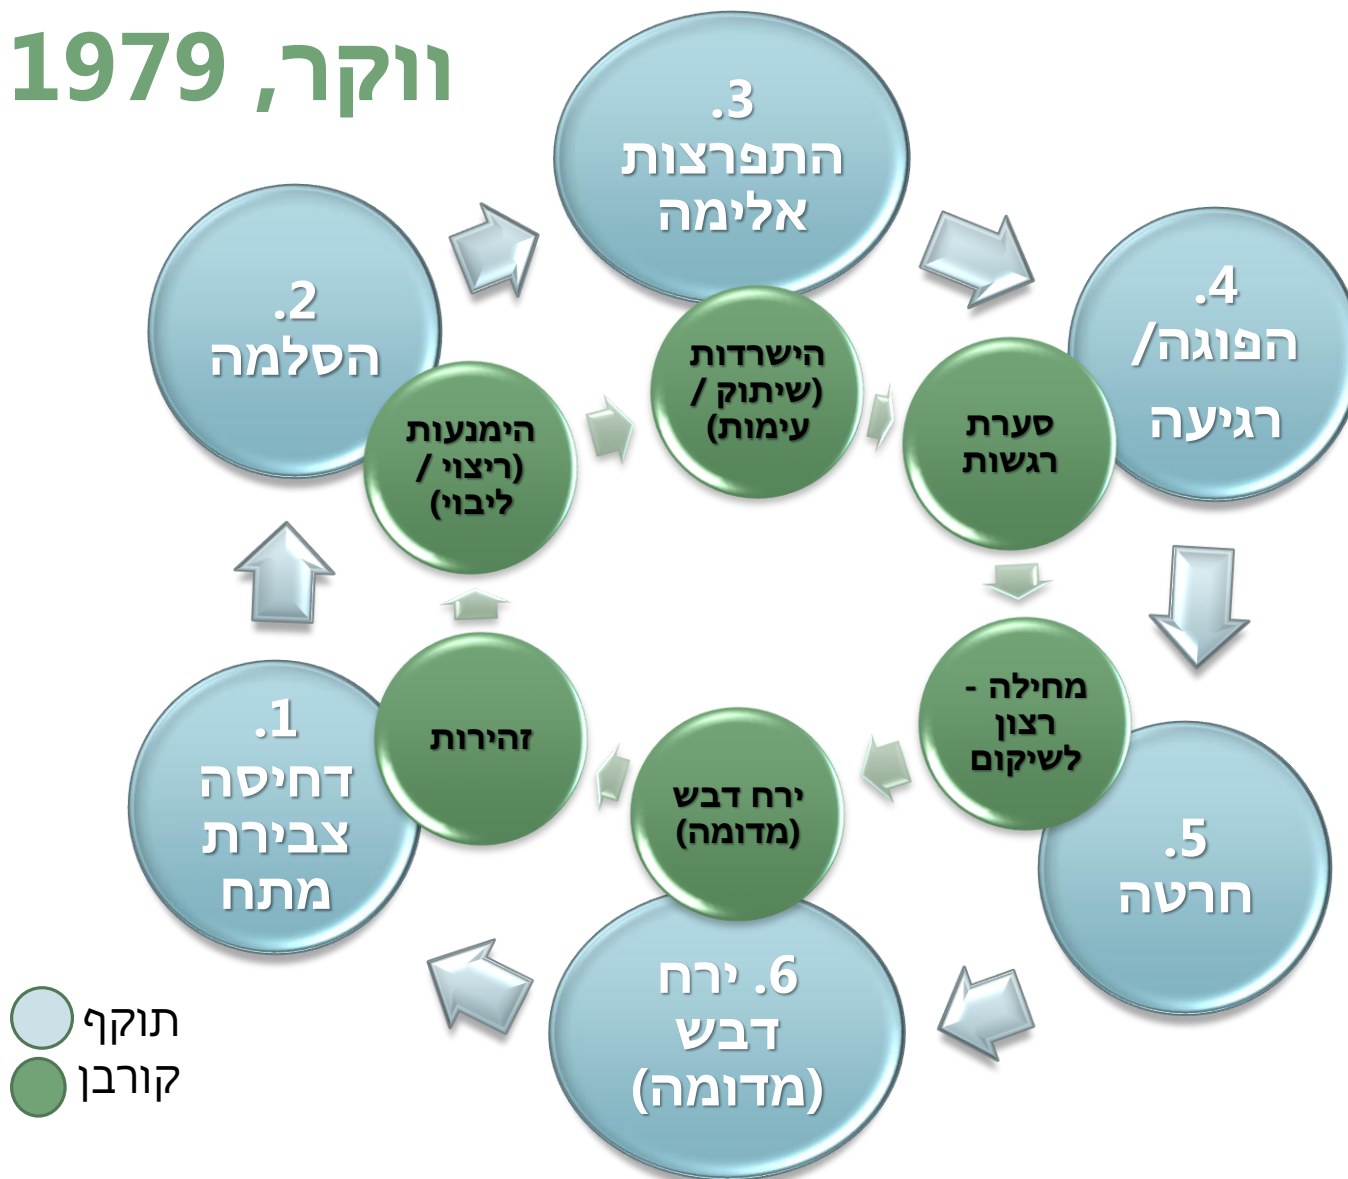 ווקר, 1979
.1
דחיסה
צבירת
מתח
.2
הסלמה
.3
התפרצות
אלימה
.4
הפוגה/
רגיעה
.5
חרטה
6. ירח
דבש
(מדומה)
זהירות
הימנעות
(ריצוי /
ליבוי)
הישרדות
(שיתוק /
עימות)
סערת
רגשות
מחילה -
רצון
לשיקום
ירח דבש
(מדומה)
תוקף
קורבן